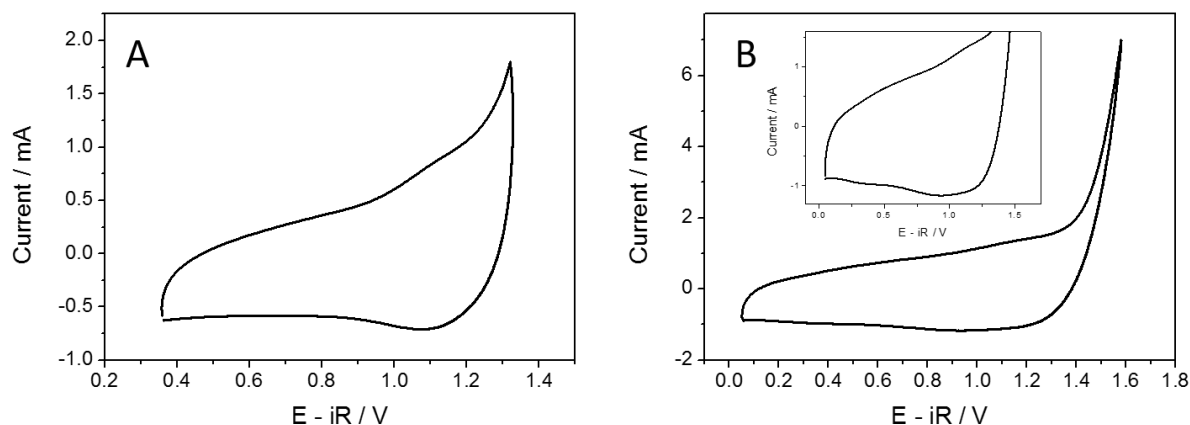 A
Current / mA
2.0
1.5
1.0
0.5
0.0
-0.5
-1.0
0.2 0.4 0.6 0.8 1.0 1.2 1.4
E - iR / V
B
Current / mA
6
4
2
0
-2
0.0 0.2 0.4 0.6 0.8 1.0 1.2 1.4 1.6 1.8
E - iR / V
Current / mA
1
0
-1
0.0 0.5 1.0 1.5
E - iR / V